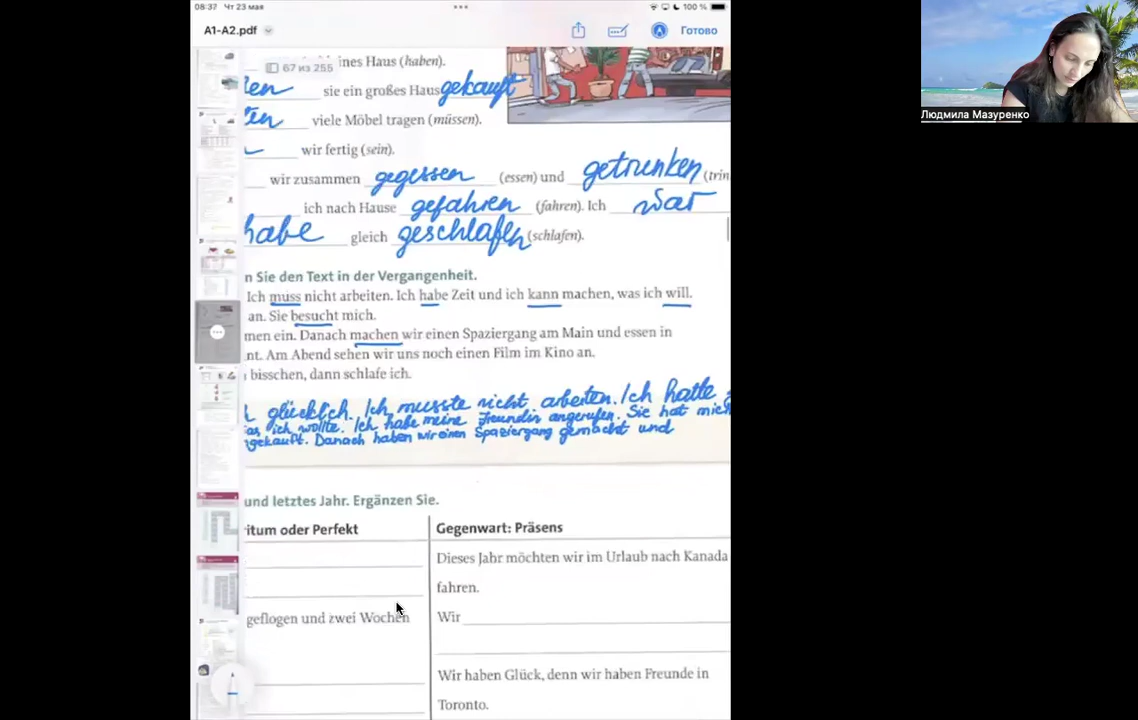 08:37 Чт 23 мая
100 %
A1-A2.pdf
Готово
67 из 255
ines Haus (haben).
ten sie ein großes Haus gekauft
ten viele Möbel tragen (müssen).
wir fertig (sein).
wir zusammen gegessen (essen) und getrunken (trin
ich nach Hause gefahren (fahren). Ich war
habe gleich geschlafen (schlafen).
n Sie den Text in der Vergangenheit.
Ich muss nicht arbeiten. Ich habe Zeit und ich kann machen, was ich will.
an. Sie besucht mich.
men ein. Danach machen wir einen Spaziergang am Main und essen in
nt. Am Abend sehen wir uns noch einen Film im Kino an.
bisschen, dann schlafe ich.
glücklich. Ich musste nicht arbeiten. Ich hatte
as ich wollte. Ich habe meine Freundin angerufen. Sie hat mich
ngekauft. Danach haben wir einen Spaziergang gemacht und
und letztes Jahr. Ergänzen Sie.
itum oder Perfekt
Gegenwart: Präsens
Dieses Jahr möchten wir im Urlaub nach Kanada
fahren.
geflogen und zwei Wochen
Wir
Wir haben Glück, denn wir haben Freunde in
Toronto.
Людмила Мазуренко